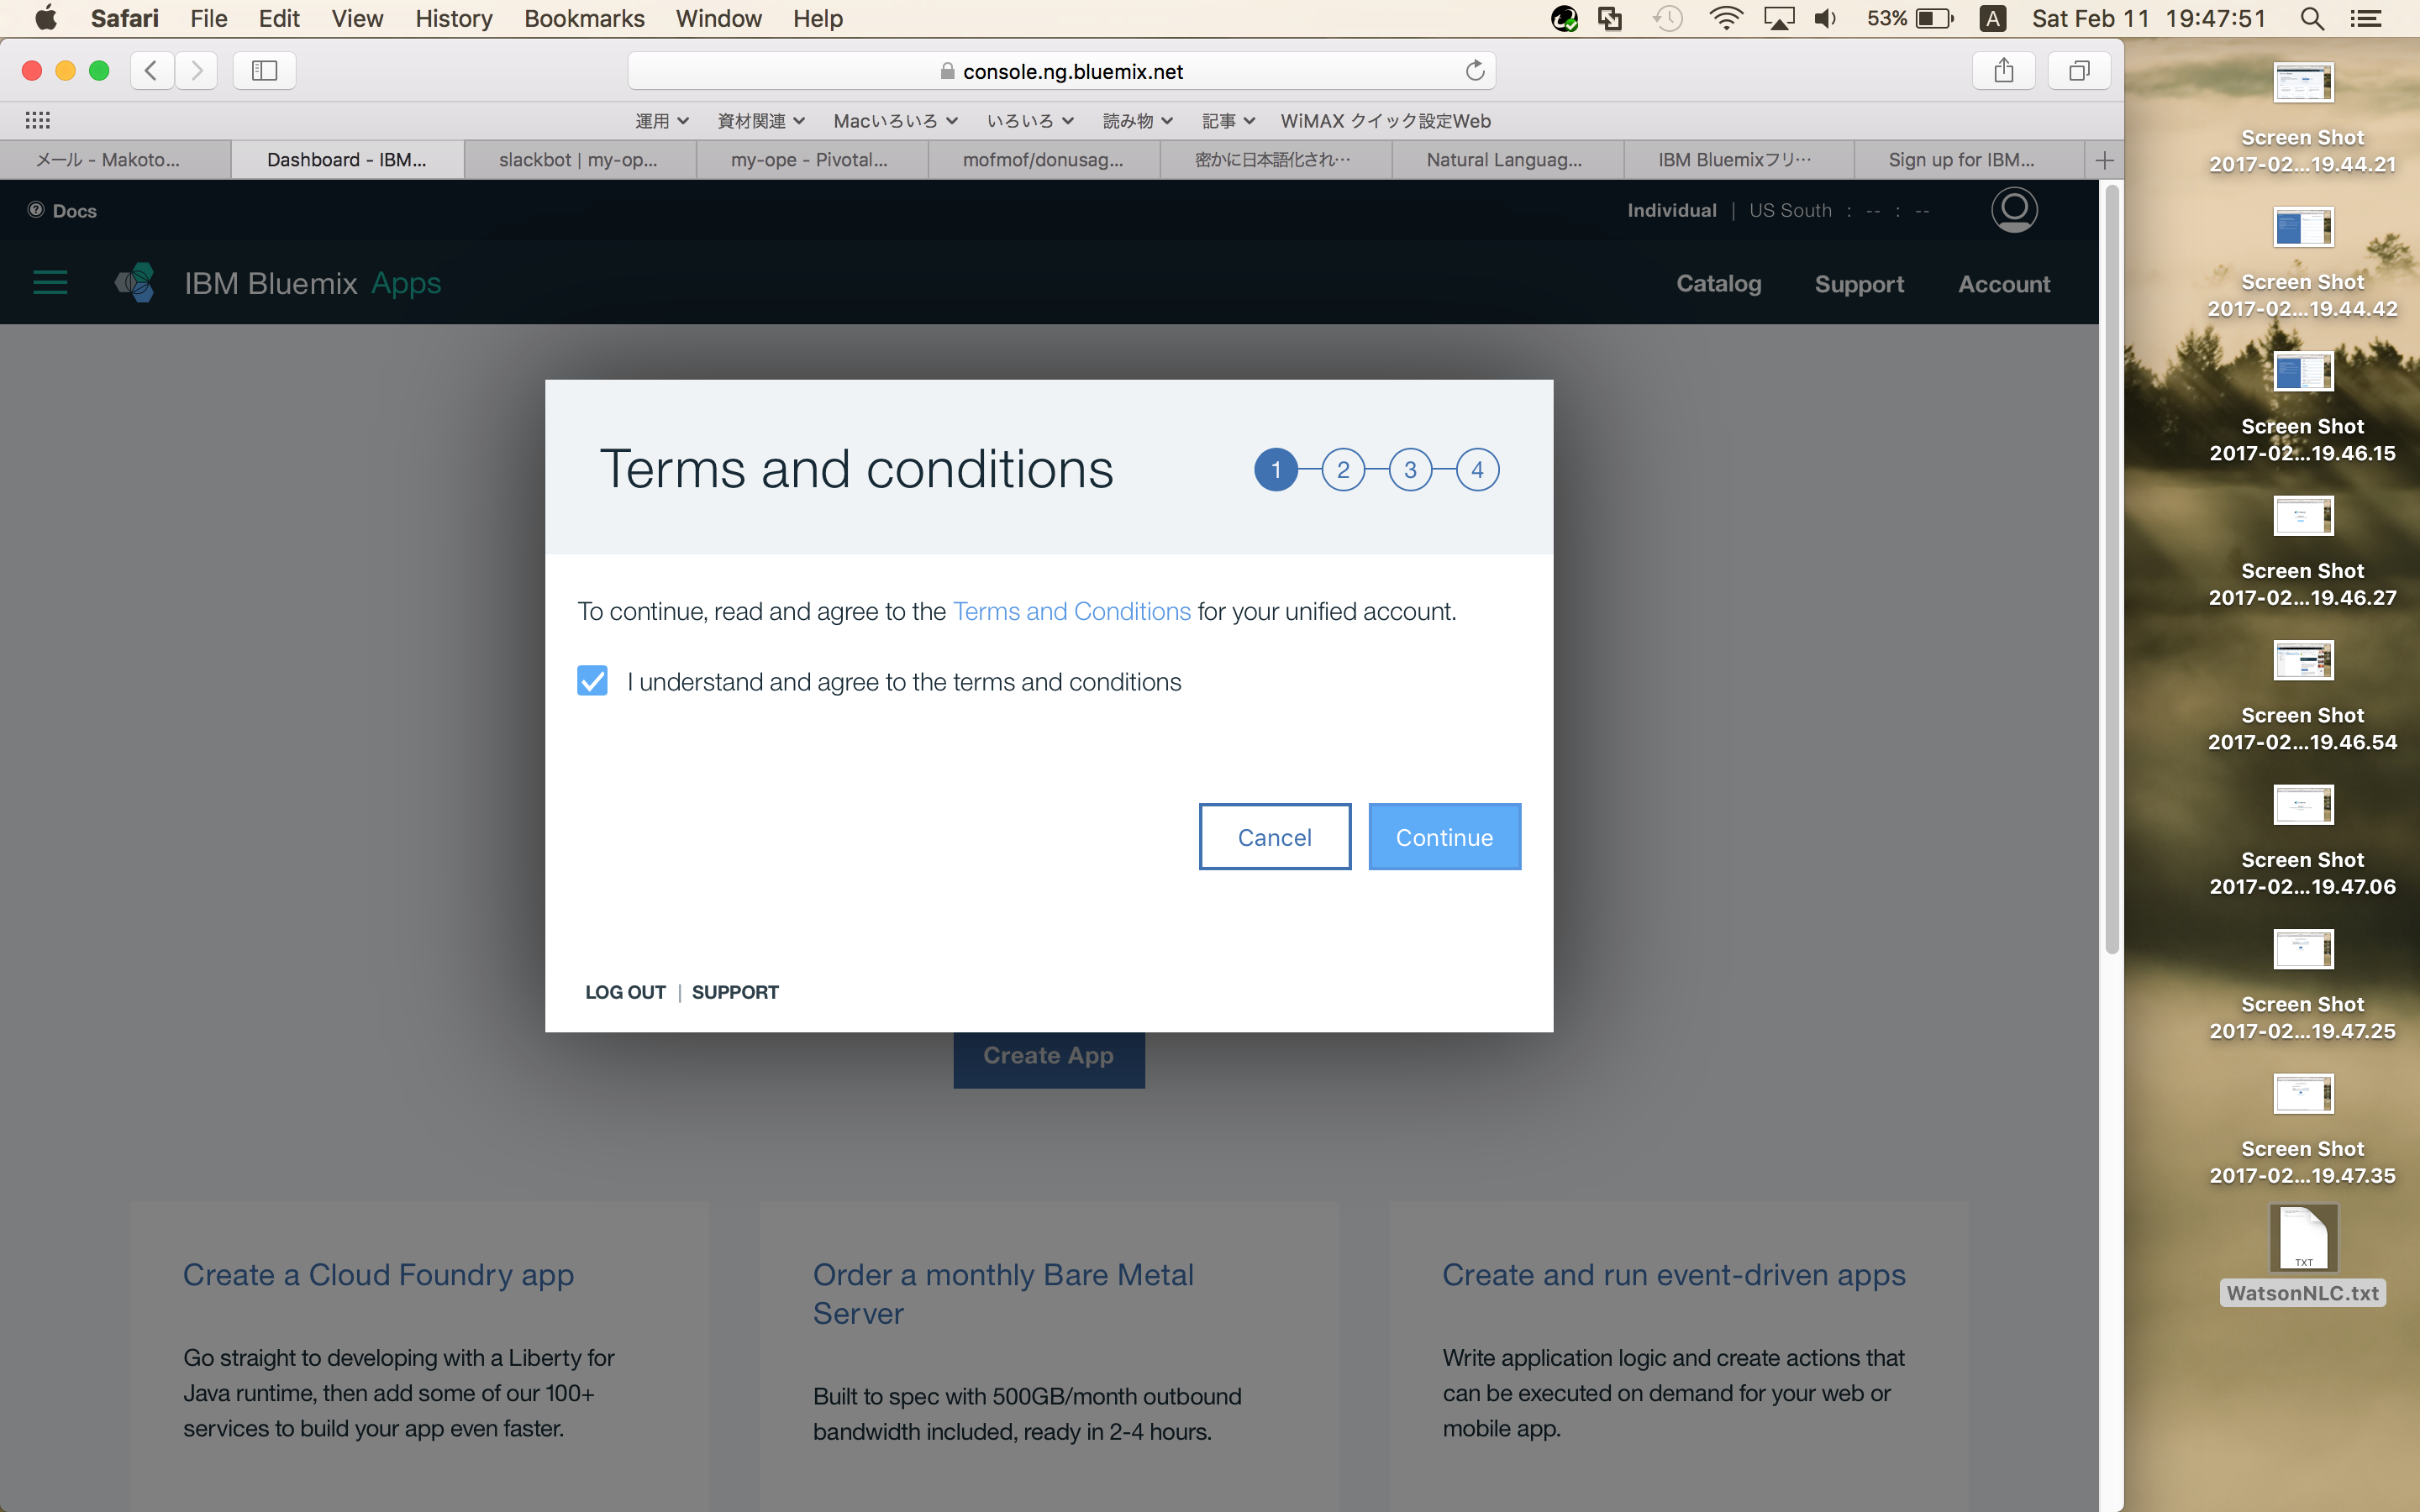 Safari File Edit View History Bookmarks Window Help 53% A Sat Feb 11 19:47:51
console.ng.bluemix.net
運用 資材関連 Macいろいろ いろいろ 読み物 記事 WiMAX クイック設定Web
メール - Makoto... Dashboard - IBM... slackbot | my-op... my-ope - Pivotal... mofmof/donusag... 密かに日本語化され… Natural Languag... IBM Bluemixフリ… Sign up for IBM...
Docs Individual | US South : -- : --
IBM Bluemix Apps Catalog Support Account
Terms and conditions 1 2 3 4
To continue, read and agree to the Terms and Conditions for your unified account.
I understand and agree to the terms and conditions
Cancel Continue
LOG OUT | SUPPORT
Create App
Create a Cloud Foundry app
Go straight to developing with a Liberty for
Java runtime, then add some of our 100+
services to build your app even faster.
Order a monthly Bare Metal
Server
Built to spec with 500GB/month outbound
bandwidth included, ready in 2-4 hours.
Create and run event-driven apps
Write application logic and create actions that
can be executed on demand for your web or
mobile app.
Screen Shot
2017-02...19.44.21
Screen Shot
2017-02...19.44.42
Screen Shot
2017-02...19.46.15
Screen Shot
2017-02...19.46.27
Screen Shot
2017-02...19.46.54
Screen Shot
2017-02...19.47.06
Screen Shot
2017-02...19.47.25
Screen Shot
2017-02...19.47.35
TXT
WatsonNLC.txt